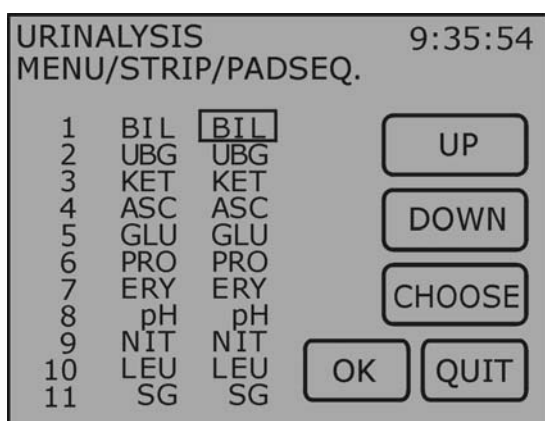 URINALYSIS 9:35:54
MENU/STRIP/PADSEQ.
1 BIL BIL
2 UBG UBG
3 KET KET
4 ASC ASC
5 GLU GLU
6 PRO PRO
7 ERY ERY
8 pH pH
9 NIT NIT
10 LEU LEU
11 SG SG
UP
DOWN
CHOOSE
OK QUIT